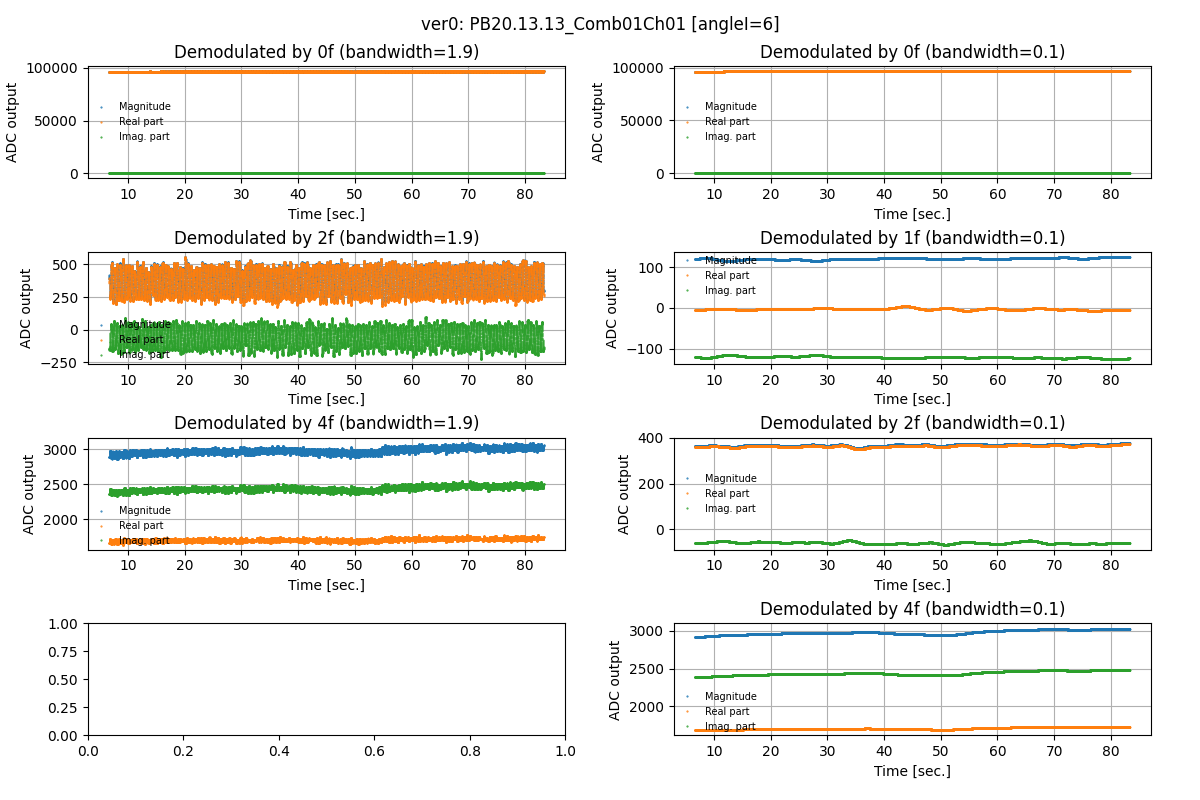 ver0: PB20.13.13_Comb01Ch01 [angleI=6]
Demodulated by 0f (bandwidth=1.9)
ADC output
100000
50000
0
Magnitude
Real part
Imag. part
10 20 30 40 50 60 70 80
Time [sec.]
Demodulated by 0f (bandwidth=0.1)
ADC output
100000
50000
0
Magnitude
Real part
Imag. part
10 20 30 40 50 60 70 80
Time [sec.]
Demodulated by 2f (bandwidth=1.9)
ADC output
500
250
0
−250
Magnitude
Real part
Imag. part
10 20 30 40 50 60 70 80
Time [sec.]
Demodulated by 1f (bandwidth=0.1)
ADC output
100
0
−100
Magnitude
Real part
Imag. part
10 20 30 40 50 60 70 80
Time [sec.]
Demodulated by 4f (bandwidth=1.9)
ADC output
3000
2500
2000
Magnitude
Real part
Imag. part
10 20 30 40 50 60 70 80
Time [sec.]
Demodulated by 2f (bandwidth=0.1)
ADC output
400
200
0
Magnitude
Real part
Imag. part
10 20 30 40 50 60 70 80
Time [sec.]
1.00
0.75
0.50
0.25
0.00
0.0 0.2 0.4 0.6 0.8 1.0
Demodulated by 4f (bandwidth=0.1)
ADC output
3000
2500
2000
Magnitude
Real part
Imag. part
10 20 30 40 50 60 70 80
Time [sec.]